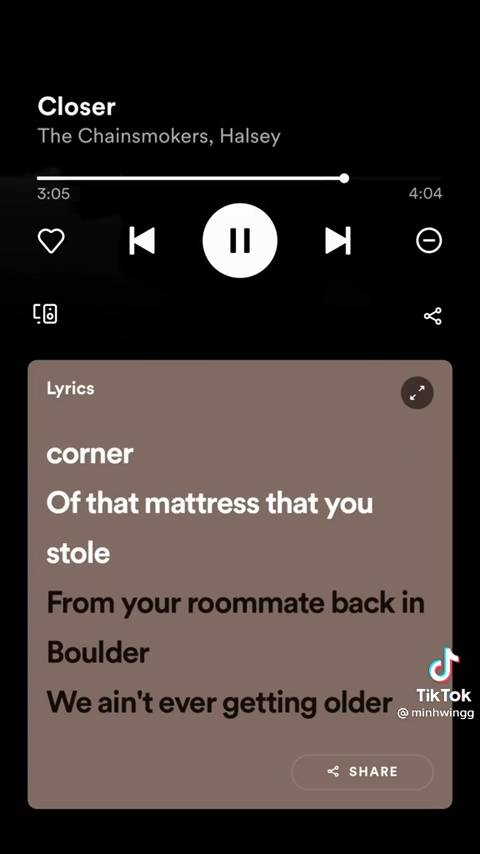 Closer
The Chainsmokers, Halsey
3:05
4:04
Lyrics
corner
Of that mattress that you
stole
From your roommate back in
Boulder
We ain't ever getting older
TikTok
@minhwingg
SHARE